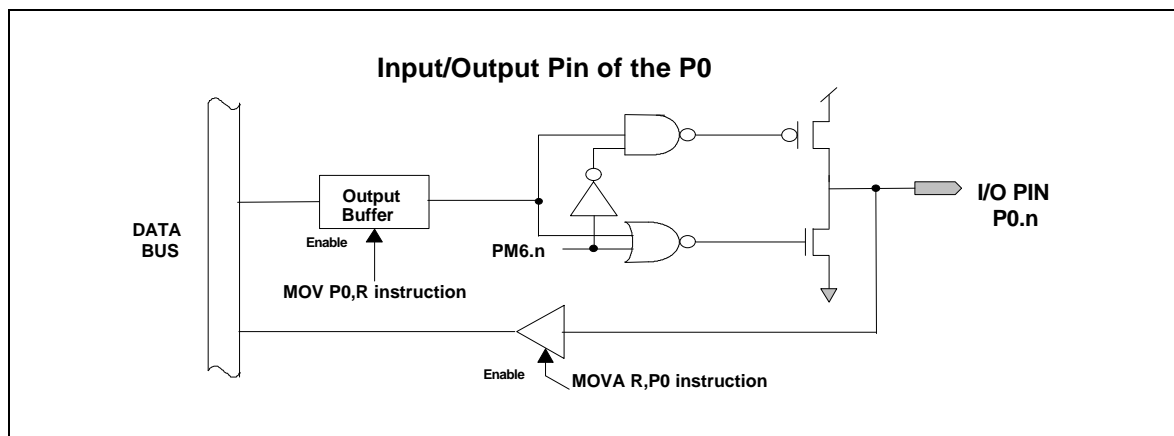 Input/Output Pin of the P0
Output
Buffer
I/O PIN
P0.n
DATA
BUS
Enable
PM6.n
MOV P0,R instruction
Enable
MOVA R,P0 instruction